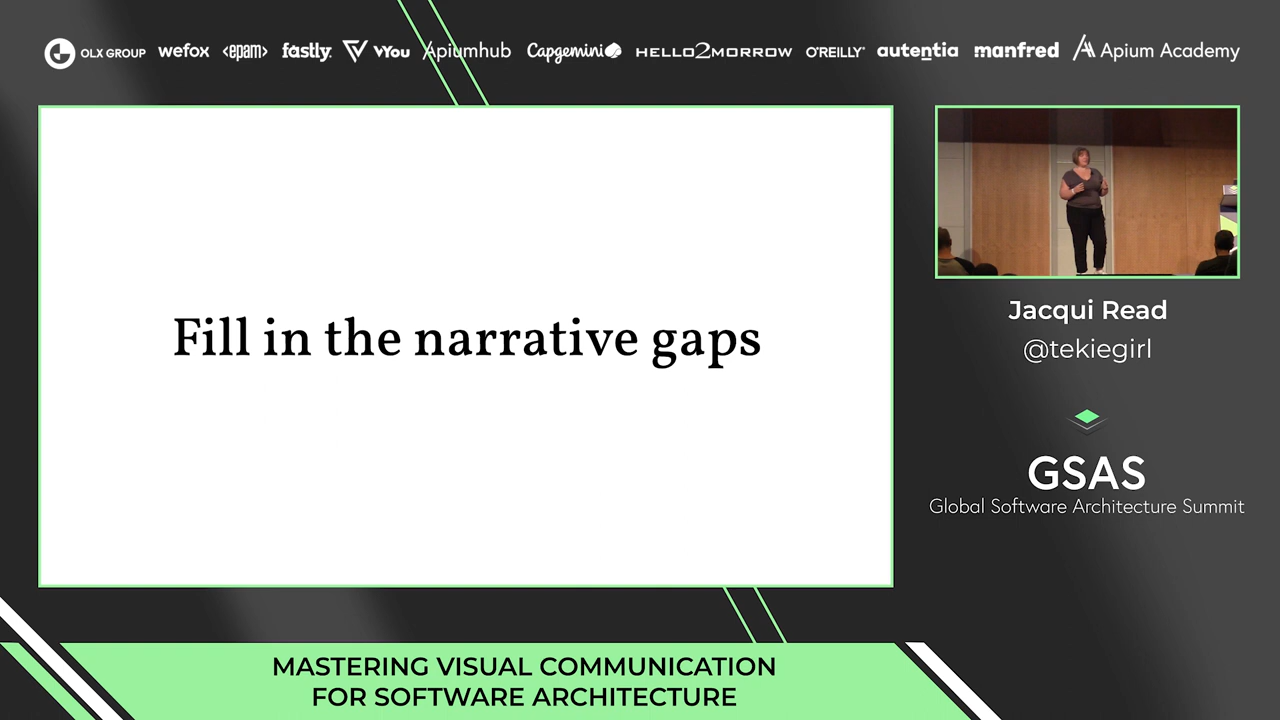 OLX GROUP wefox <epam> fastly. vYou Apiumhub Capgemini HELLO2MORROW O'REILLY® autentia manfred Apium Academy
Fill in the narrative gaps
Jacqui Read
@tekiegirl
GSAS
Global Software Architecture Summit
MASTERING VISUAL COMMUNICATION
FOR SOFTWARE ARCHITECTURE